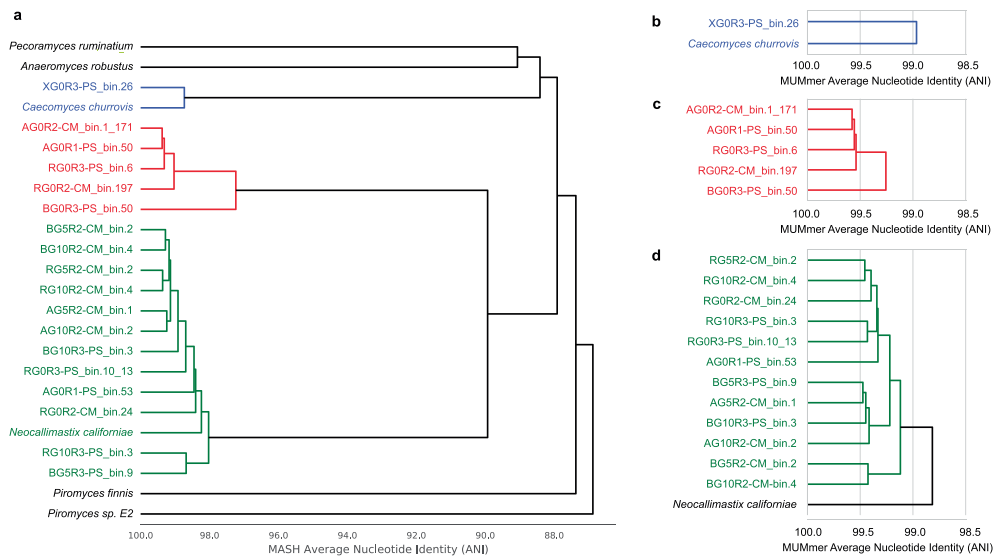 a
Pecoramyces ruminatium
Anaeromyces robustus
XG0R3-PS_bin.26
Caecomyces churrovis
AG0R2-CM_bin.1_171
AG0R1-PS_bin.50
RG0R3-PS_bin.6
RG0R2-CM_bin.197
BG0R3-PS_bin.50
BG5R2-CM_bin.2
BG10R2-CM_bin.4
RG5R2-CM_bin.2
RG10R2-CM_bin.4
AG5R2-CM_bin.1
AG10R2-CM_bin.2
BG10R3-PS_bin.3
RG0R3-PS_bin.10_13
AG0R1-PS_bin.53
RG0R2-CM_bin.24
Neocallimastix californiae
RG10R3-PS_bin.3
BG5R3-PS_bin.9
Piromyces finnis
Piromyces sp. E2
100.0 98.0 96.0 94.0 92.0 90.0 88.0
MASH Average Nucleotide Identity (ANI)
b
XG0R3-PS_bin.26
Caecomyces churrovis
100.0 99.5 99.0 98.5
MUMmer Average Nucleotide Identity (ANI)
c
AG0R2-CM_bin.1_171
AG0R1-PS_bin.50
RG0R3-PS_bin.6
RG0R2-CM_bin.197
BG0R3-PS_bin.50
100.0 99.5 99.0 98.5
MUMmer Average Nucleotide Identity (ANI)
d
RG5R2-CM_bin.2
RG10R2-CM_bin.4
RG0R2-CM_bin.24
RG10R3-PS_bin.3
RG0R3-PS_bin.10_13
AG0R1-PS_bin.53
BG5R3-PS_bin.9
AG5R2-CM_bin.1
BG10R3-PS_bin.3
AG10R2-CM_bin.2
BG5R2-CM_bin.2
BG10R2-CM-bin.4
Neocallimastix californiae
100.0 99.5 99.0 98.5
MUMmer Average Nucleotide Identity (ANI)